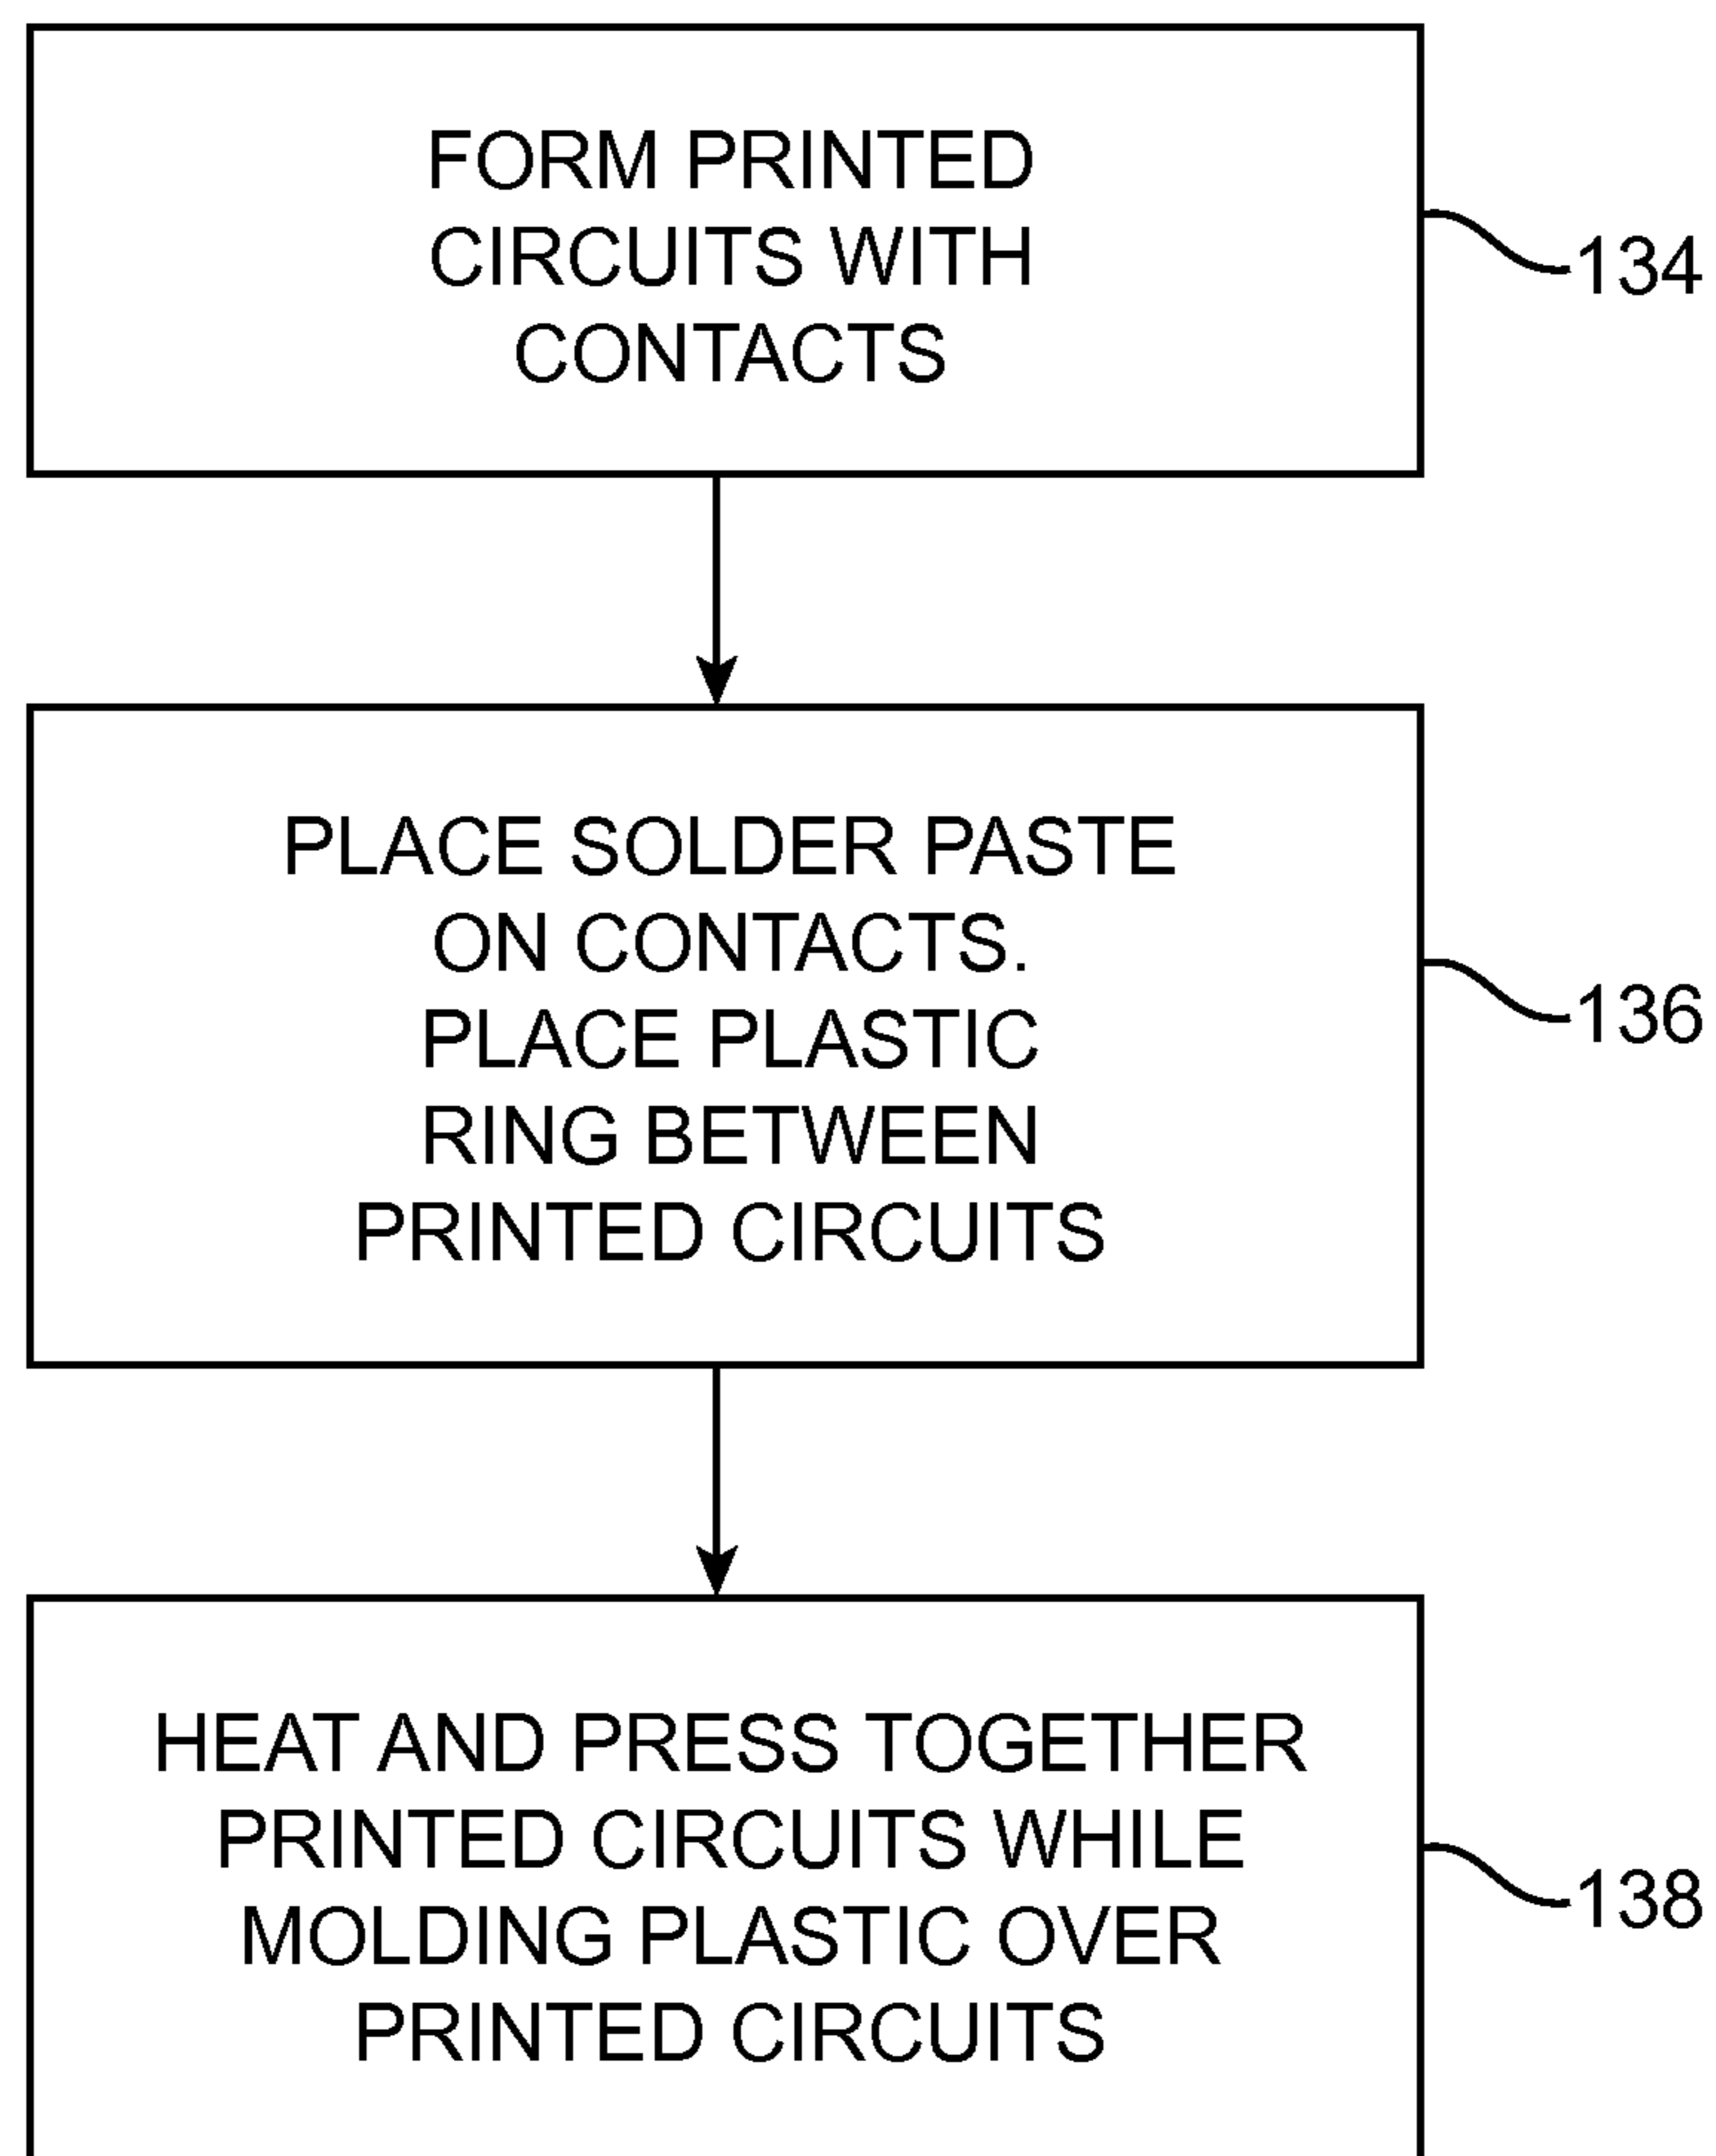 FORM PRINTED
CIRCUITS WITH
CONTACTS
134
PLACE SOLDER PASTE
ON CONTACTS.
PLACE PLASTIC
RING BETWEEN
PRINTED CIRCUITS
136
HEAT AND PRESS TOGETHER
PRINTED CIRCUITS WHILE
MOLDING PLASTIC OVER
PRINTED CIRCUITS
138